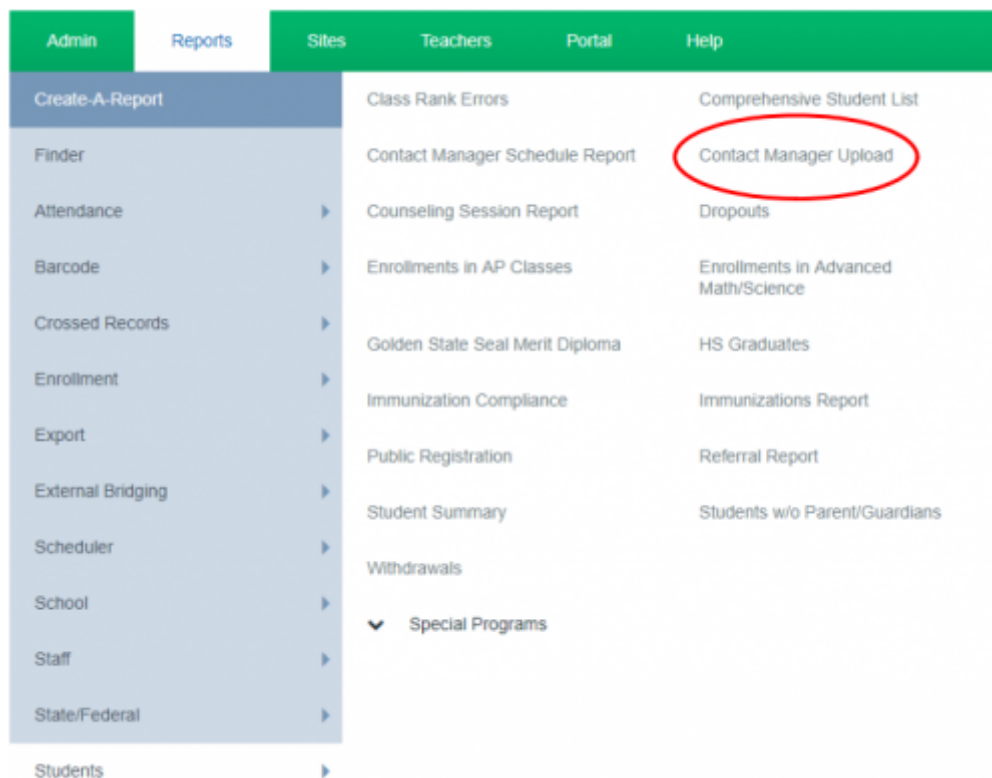 Admin Reports Sites Teachers Portal Help
Create-A-Report
Finder
Attendance
Barcode
Crossed Records
Enrollment
Export
External Bridging
Scheduler
School
Staff
State/Federal
Students
Class Rank Errors Comprehensive Student List
Contact Manager Schedule Report Contact Manager Upload
Counseling Session Report Dropouts
Enrollments in AP Classes Enrollments in Advanced
Math/Science
Golden State Seal Merit Diploma HS Graduates
Immunization Compliance Immunizations Report
Public Registration Referral Report
Student Summary Students w/o Parent/Guardians
Withdrawals
Special Programs